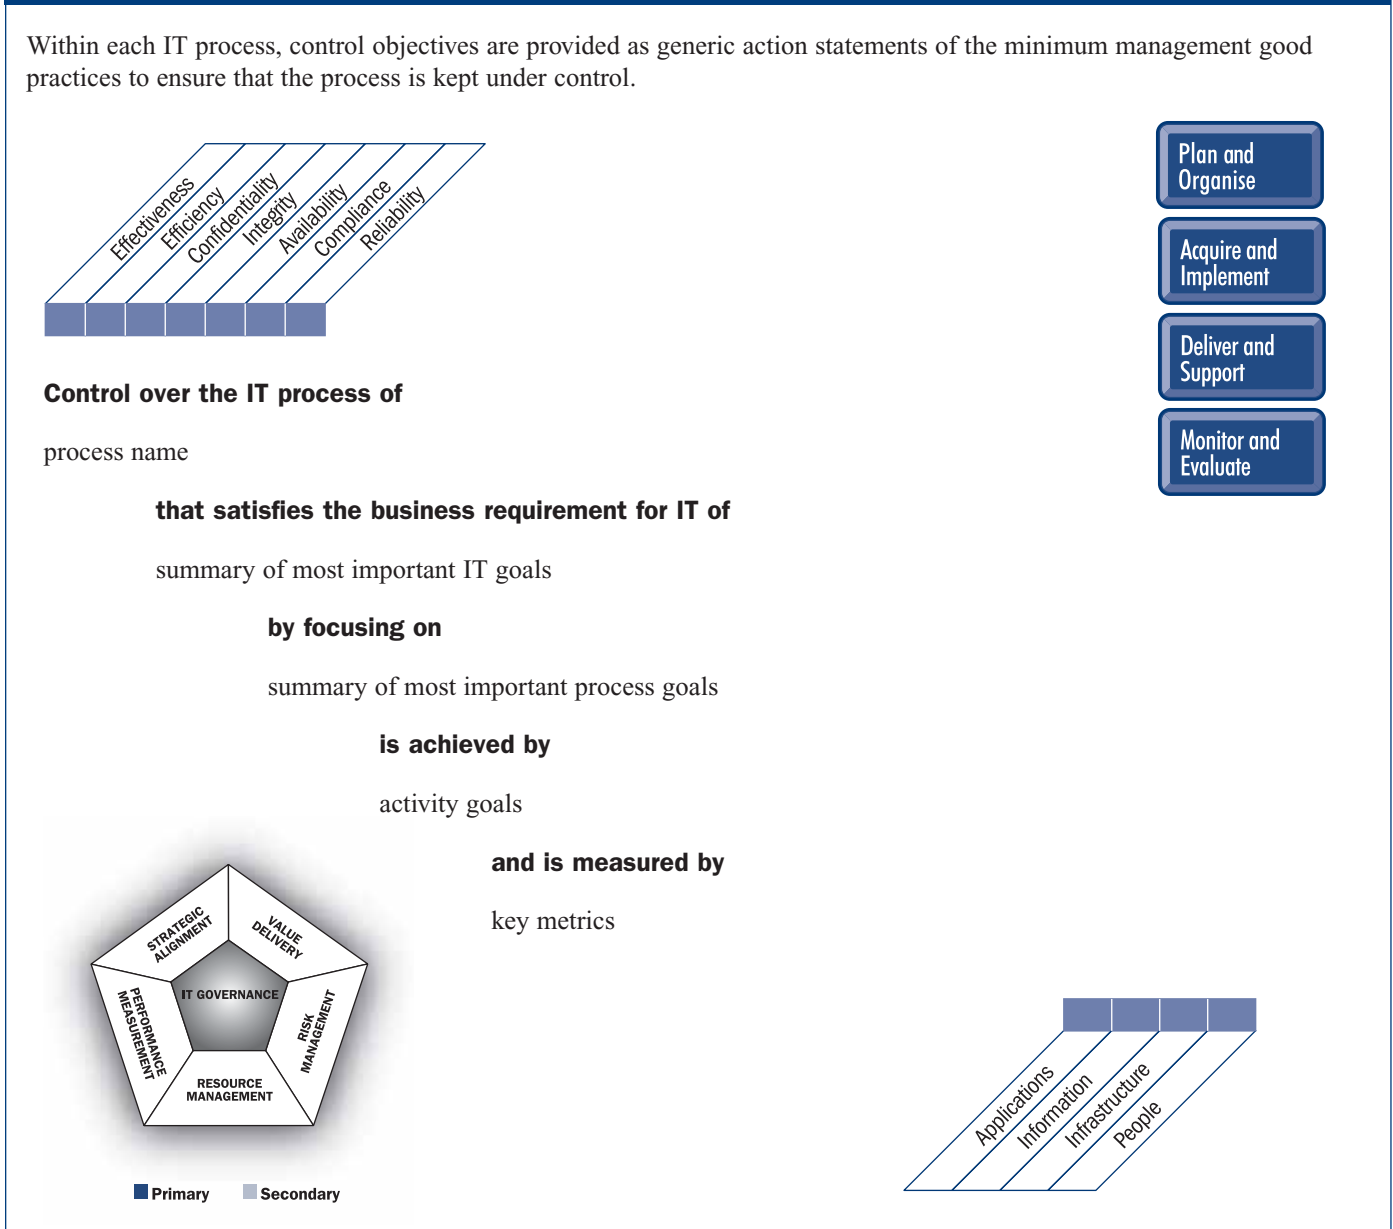 Within each IT process, control objectives are provided as generic action statements of the minimum management good
practices to ensure that the process is kept under control.
Effectiveness
Efficiency
Confidentiality
Integrity
Availability
Compliance
Reliability
Plan and
Organise
Acquire and
Implement
Deliver and
Support
Monitor and
Evaluate
Control over the IT process of
process name
that satisfies the business requirement for IT of
summary of most important IT goals
by focusing on
summary of most important process goals
is achieved by
activity goals
and is measured by
key metrics
STRATEGIC
ALIGNMENT
VALUE
DELIVERY
IT GOVERNANCE
PERFORMANCE
MEASUREMENT
RISK
MANAGEMENT
RESOURCE
MANAGEMENT
Primary
Secondary
Applications
Information
Infrastructure
People